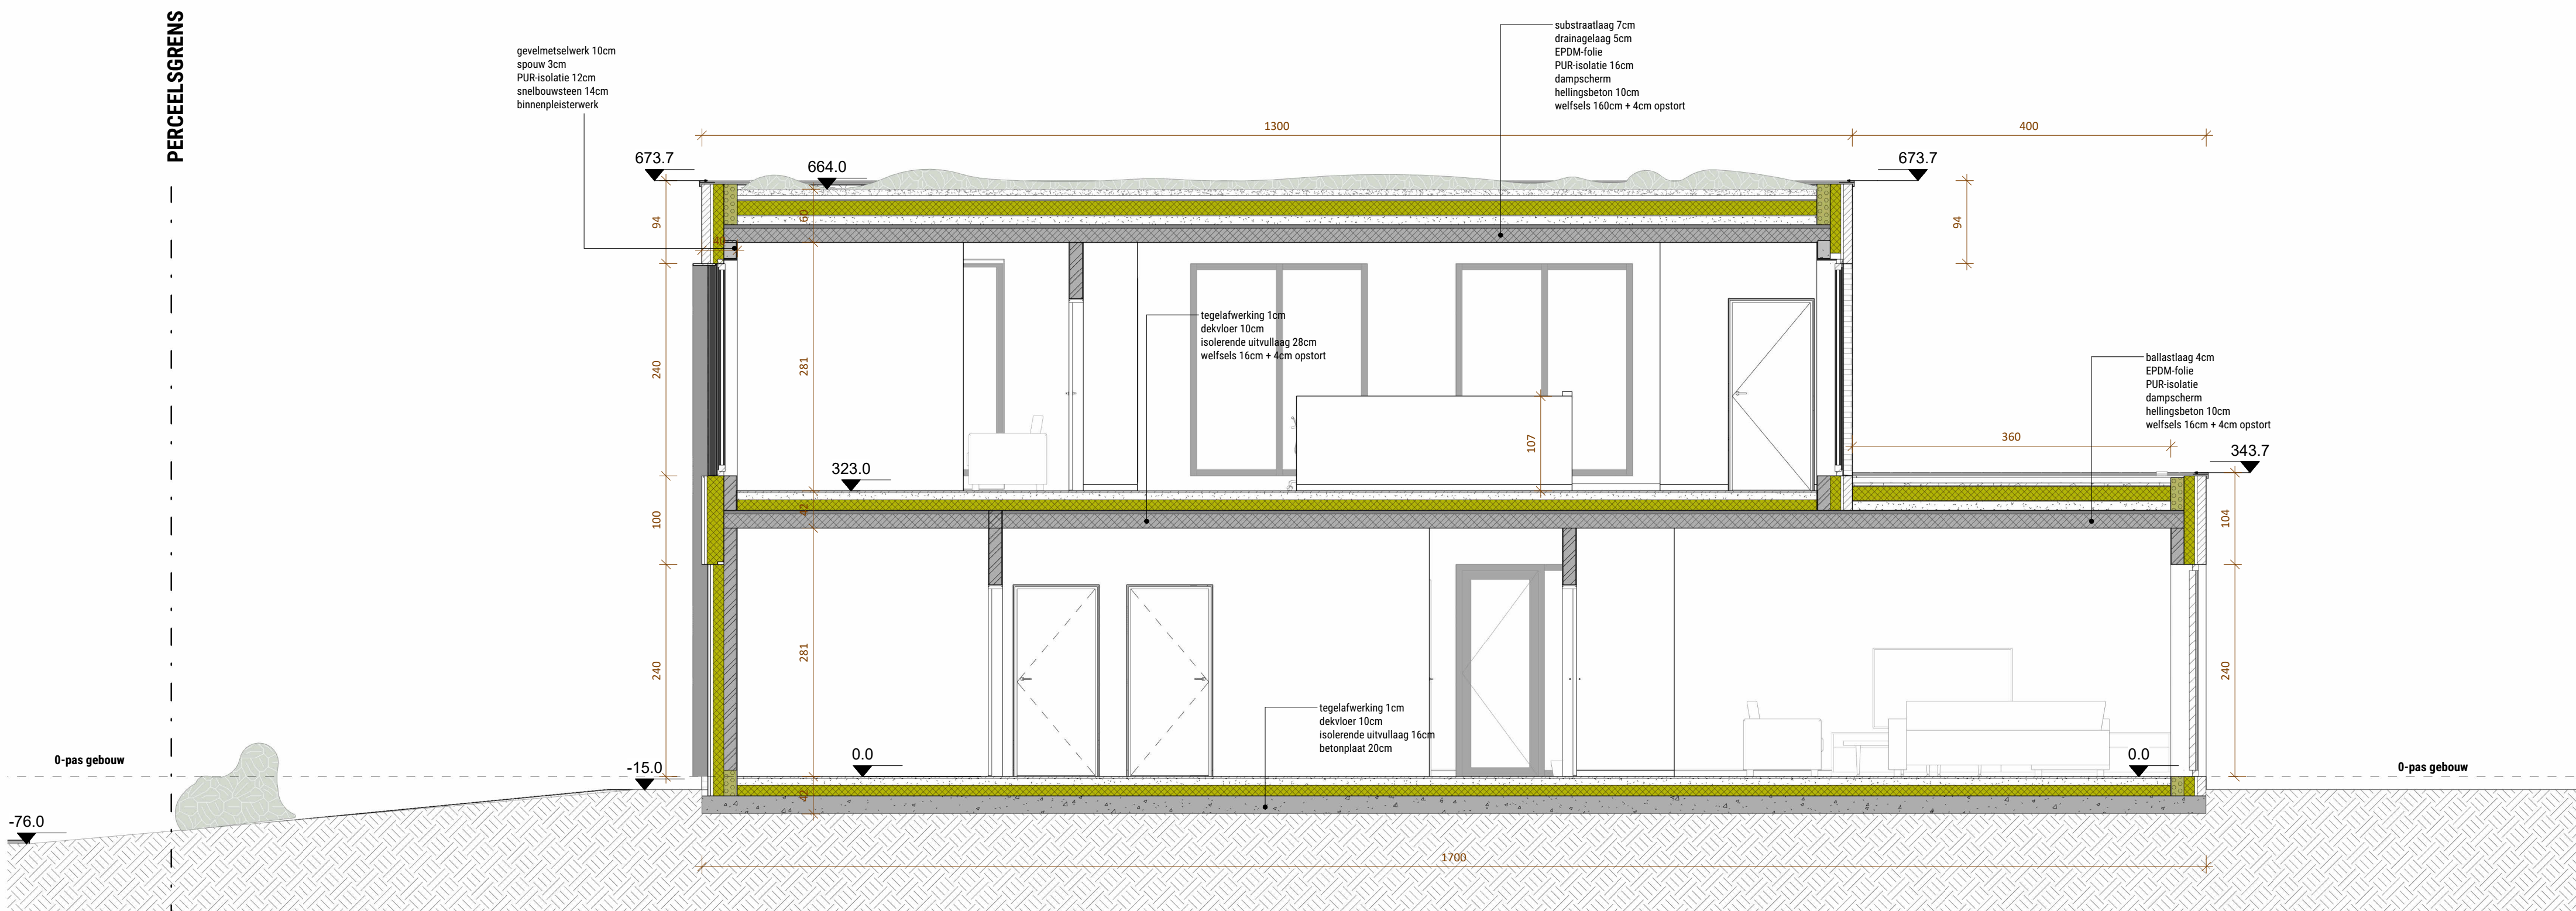 PERCEELSGRENS
gevelmetselwerk 10cm
spouw 3cm
PUR-isolatie 12cm
snelbouwsteen 14cm
binnenpleisterwerk
substraatlaag 7cm
drainagelaag 5cm
EPDM-folie
PUR-isolatie 16cm
dampscherm
hellingsbeton 10cm
welfsels 160cm + 4cm opstort
1300
400
673.7
664.0
673.7
94
60
40
94
tegelafwerking 1cm
dekvloer 10cm
isolerende uitvullaag 28cm
welfsels 16cm + 4cm opstort
240
281
107
ballastlaag 4cm
EPDM-folie
PUR-isolatie
dampscherm
hellingsbeton 10cm
welfsels 16cm + 4cm opstort
360
343.7
323.0
100
42
104
240
281
240
tegelafwerking 1cm
dekvloer 10cm
isolerende uitvullaag 16cm
betonplaat 20cm
0-pas gebouw
-15.0
0.0
0.0
0-pas gebouw
42
-76.0
1700